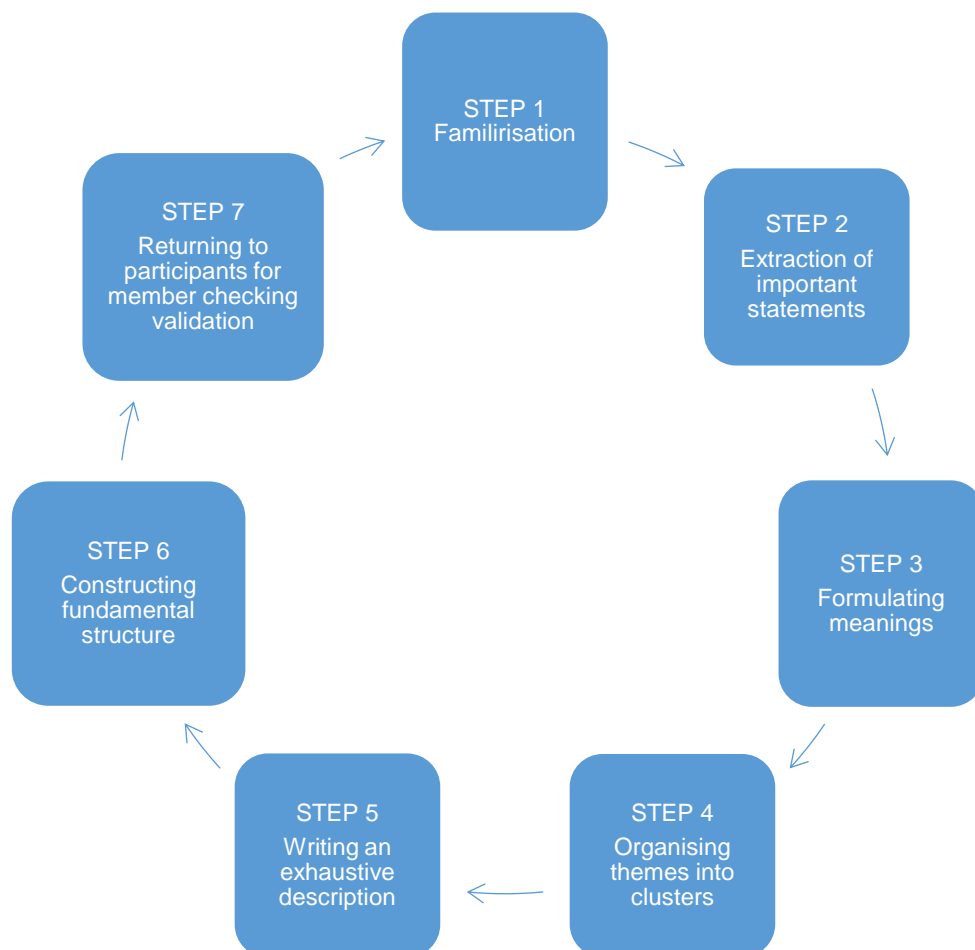 STEP 1
Familirisation
STEP 2
Extraction of
important
statements
STEP 3
Formulating
meanings
STEP 4
Organising
themes into
clusters
STEP 5
Writing an
exhaustive
description
STEP 6
Constructing
fundamental
structure
STEP 7
Returning to
participants for
member checking
validation